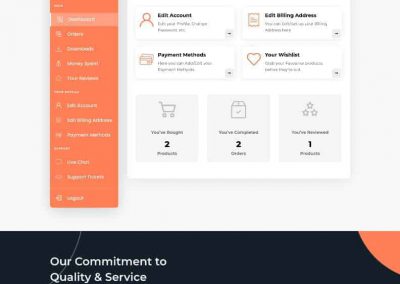 Dashboard
Orders
Downloads
Money Spent
Your Reviews
Edit Account
Edit Billing Address
Payment Methods
SUPPORT
Live Chat
Support Tickets
Logout
Edit Account
Edit your Profile, Change
Password, etc.
Edit Billing Address
You can Edit/Set up your Billing
Address here
Payment Methods
Here you can Add/Edit your
Payment Methods
Your Wishlist
Grab your Favourite products
before they're out
You've Bought
2
Products
You've Completed
2
Orders
You've Reviewed
1
Products
Our Commitment to
Quality & Service